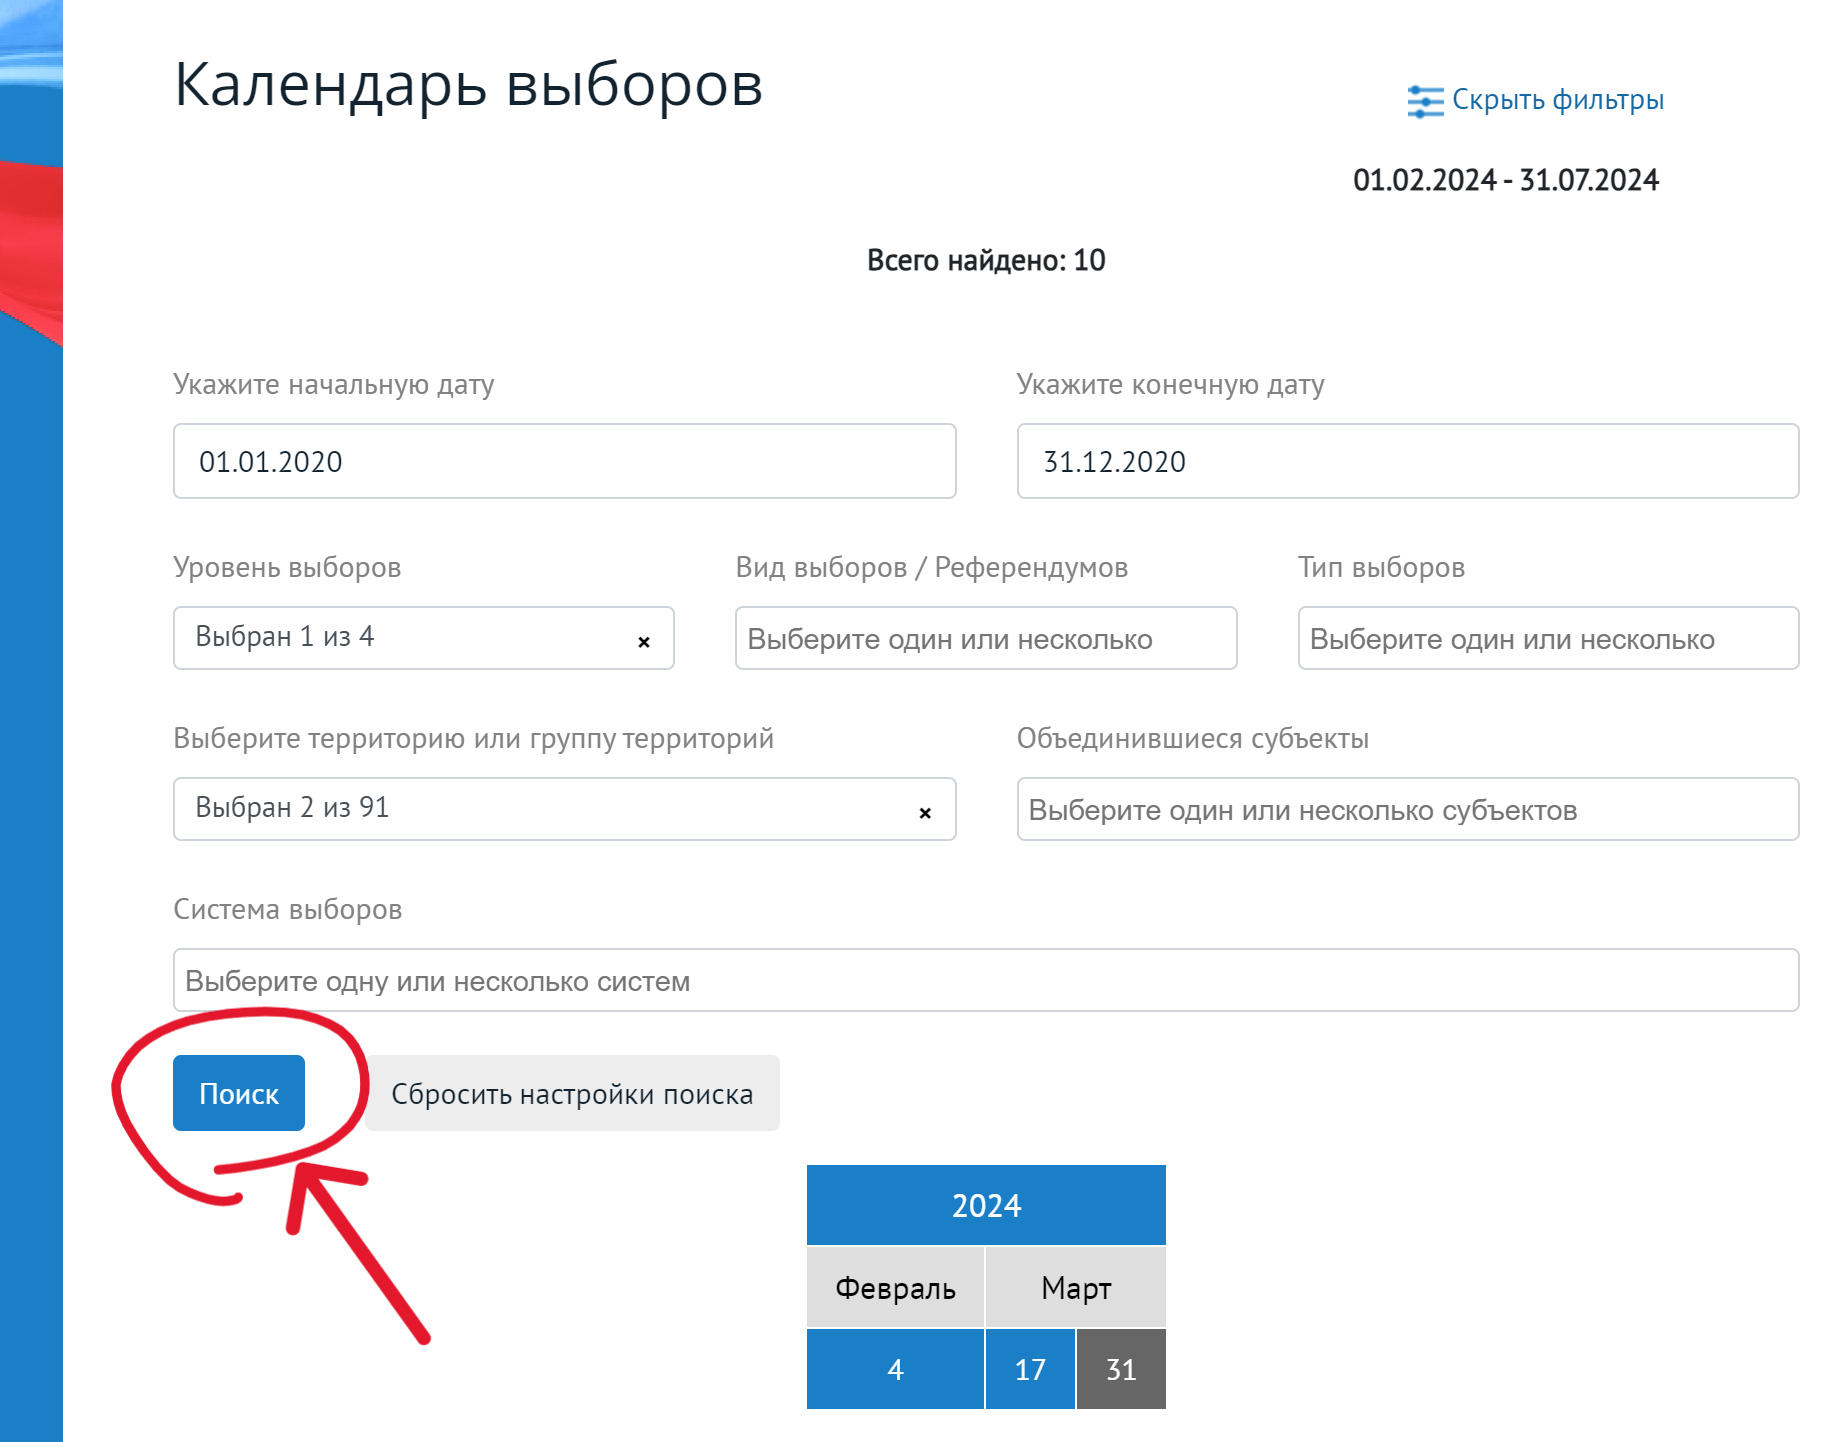 Календарь выборов
Скрыть фильтры
01.02.2024 - 31.07.2024
Всего найдено: 10
Укажите начальную дату
Укажите конечную дату
01.01.2020
31.12.2020
Уровень выборов
Вид выборов / Референдумов
Тип выборов
Выбран 1 из 4 ×
Выберите один или несколько
Выберите один или несколько
Выберите территорию или группу территорий
Объединившиеся субъекты
Выбран 2 из 91 ×
Выберите один или несколько субъектов
Система выборов
Выберите одну или несколько систем
Поиск
Сбросить настройки поиска
2024
Февраль Март
4 17 31